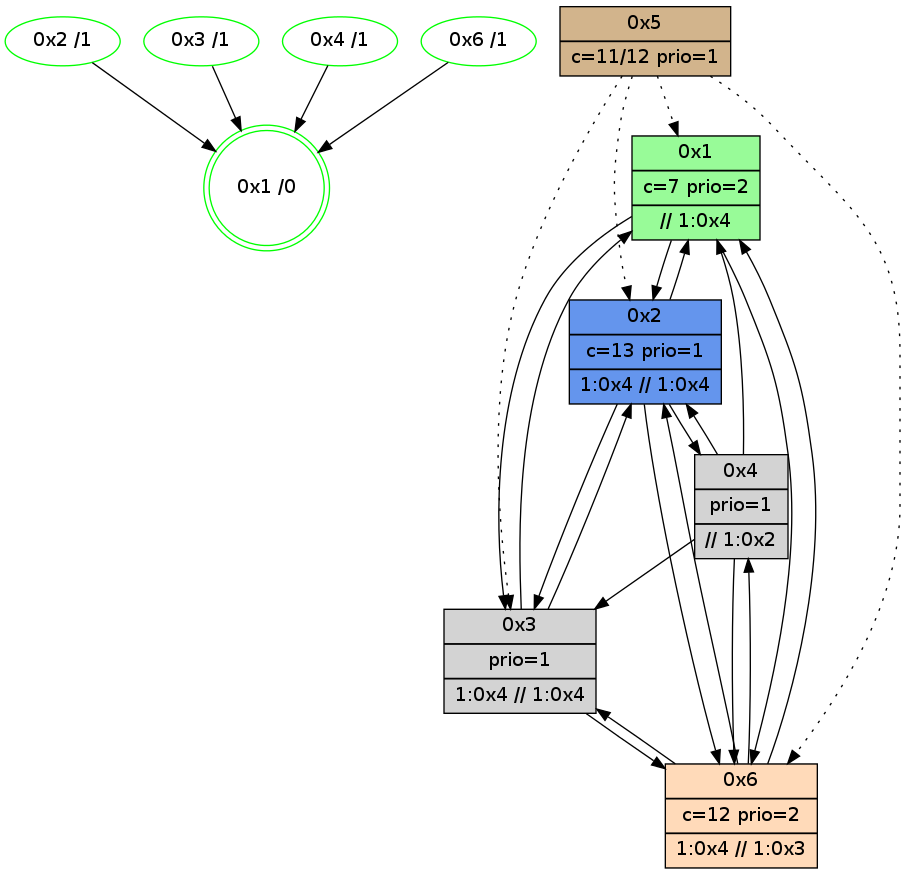 0x2 /1
0x3 /1
0x4 /1
0x6 /1
0x1 /0
0x5
c=11/12 prio=1
0x1
c=7 prio=2
// 1:0x4
0x2
c=13 prio=1
1:0x4 // 1:0x4
0x4
prio=1
// 1:0x2
0x3
prio=1
1:0x4 // 1:0x4
0x6
c=12 prio=2
1:0x4 // 1:0x3